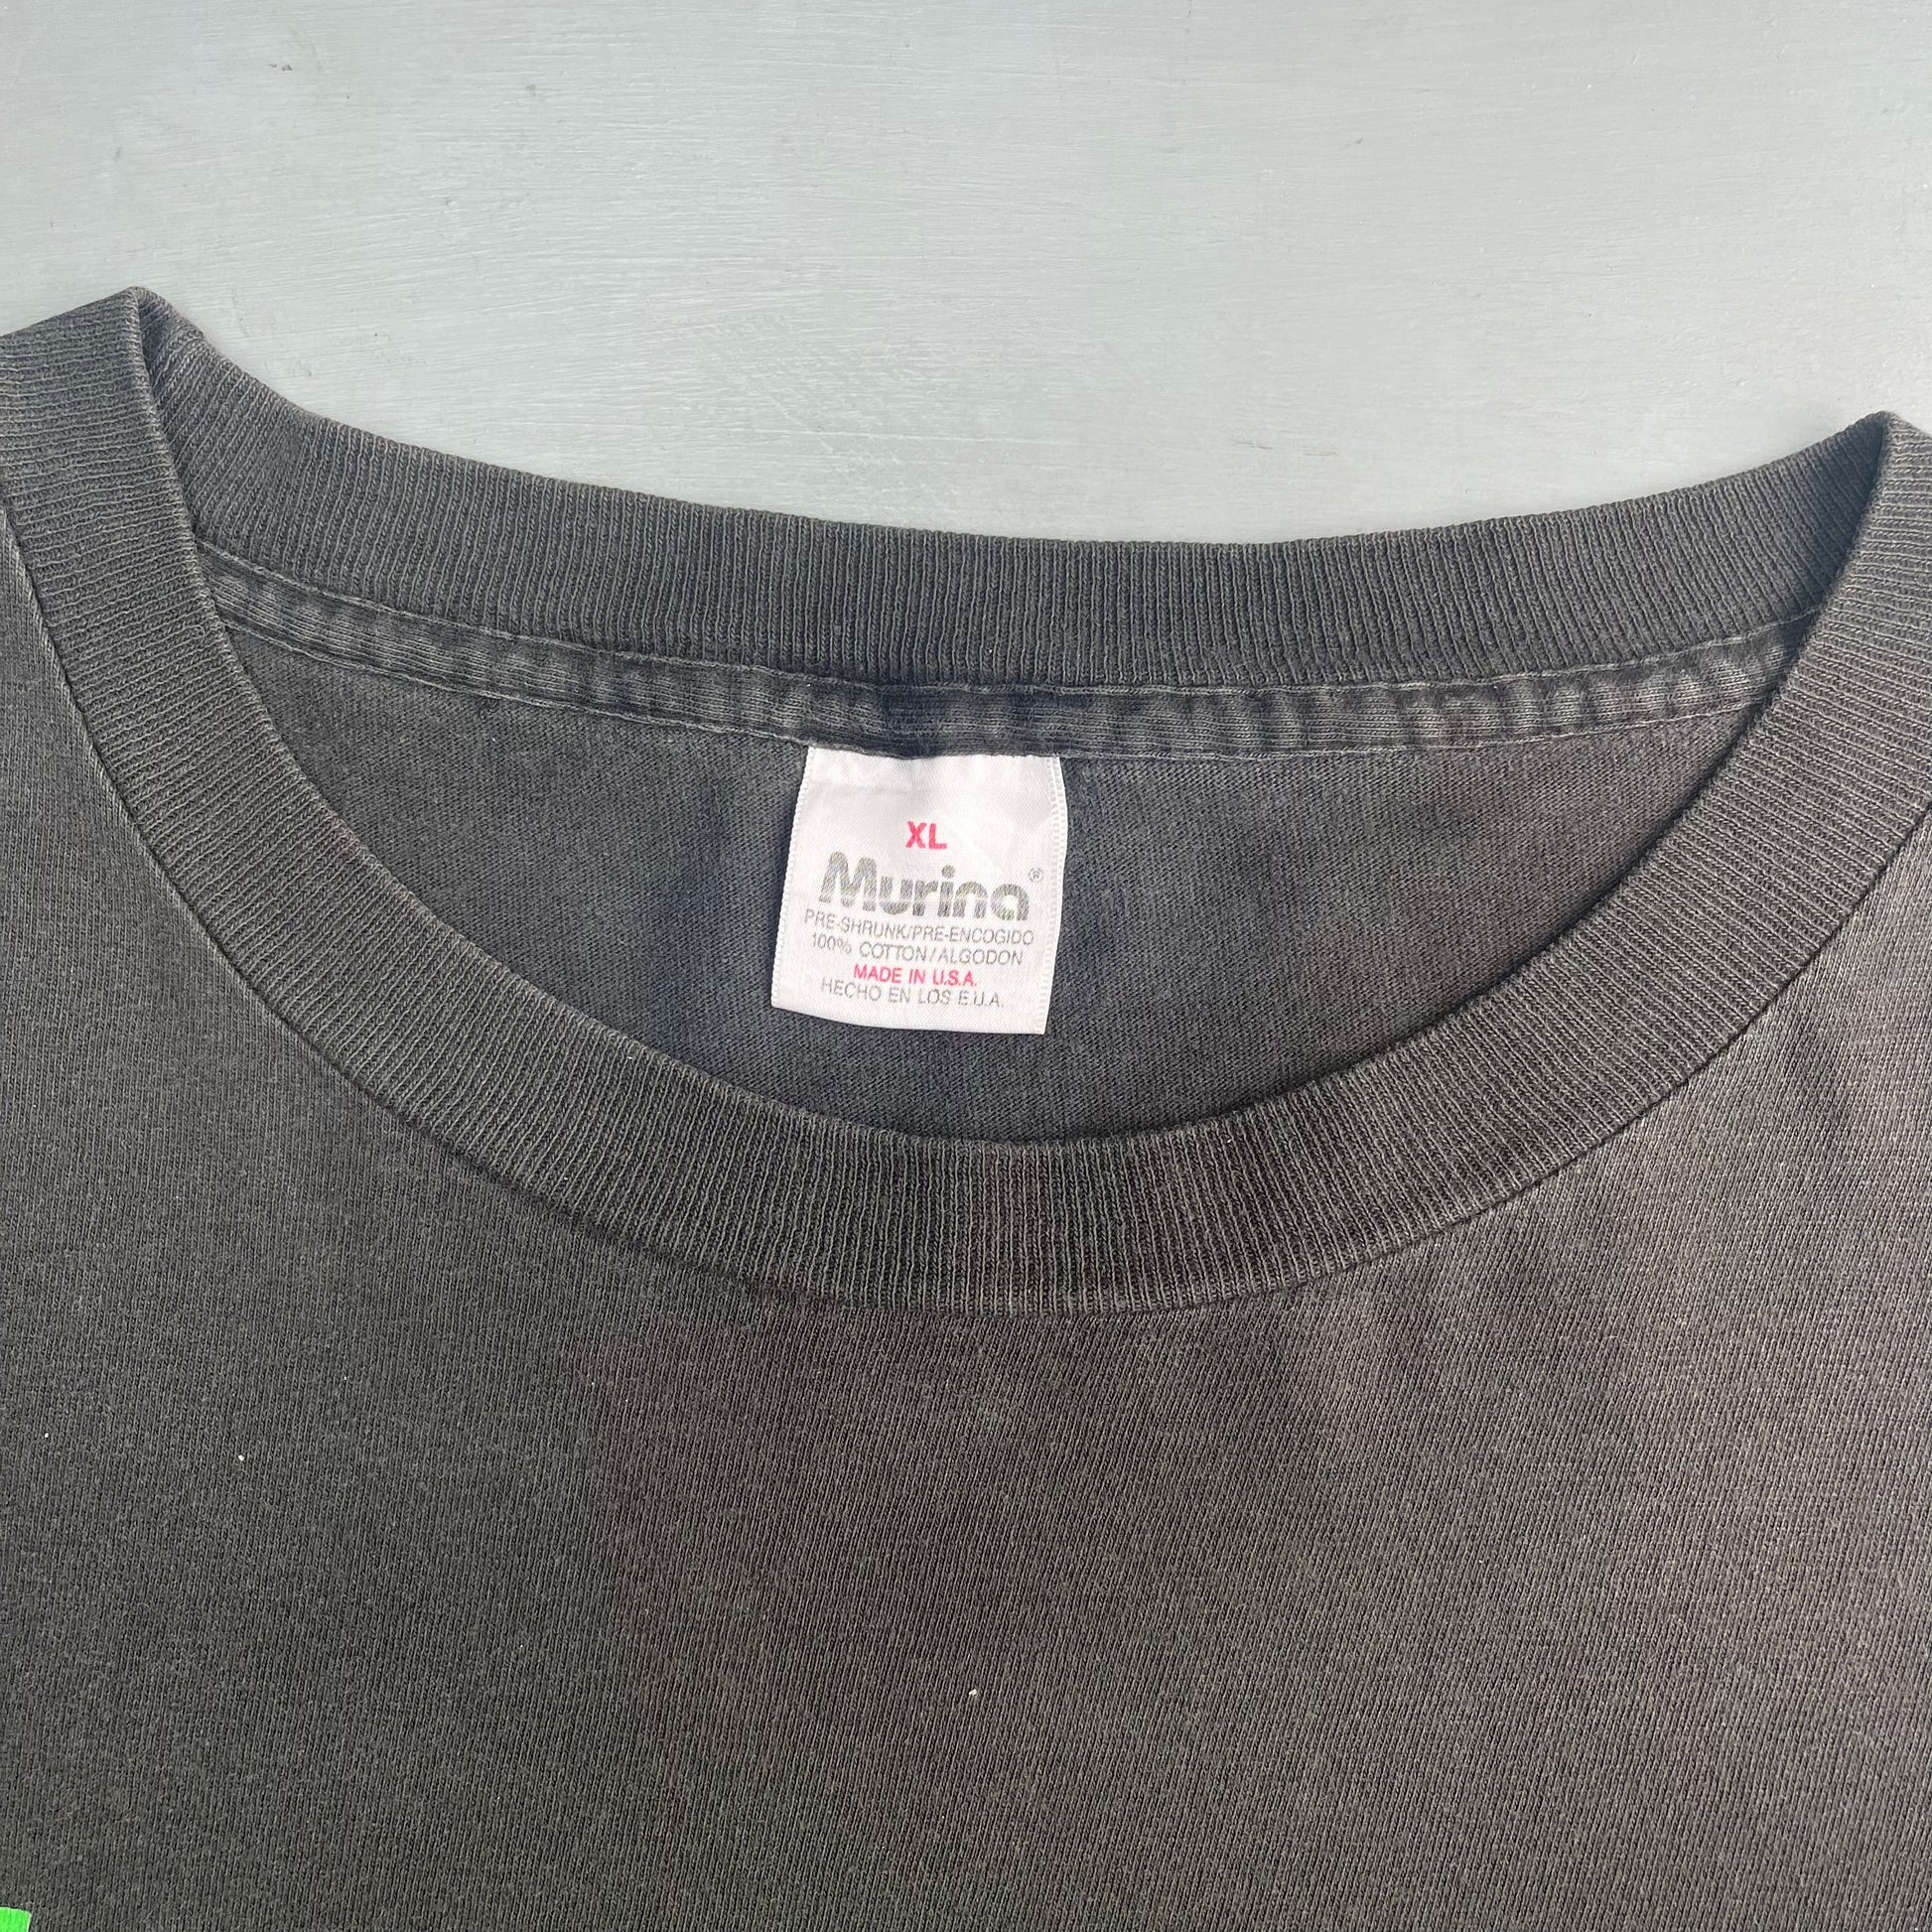 XL
Murina®
PRE-SHRUNK/PRE-ENCOGIDO
100% COTTON/ALGODON
MADE IN U.S.A.
HECHO EN LOS E.U.A.